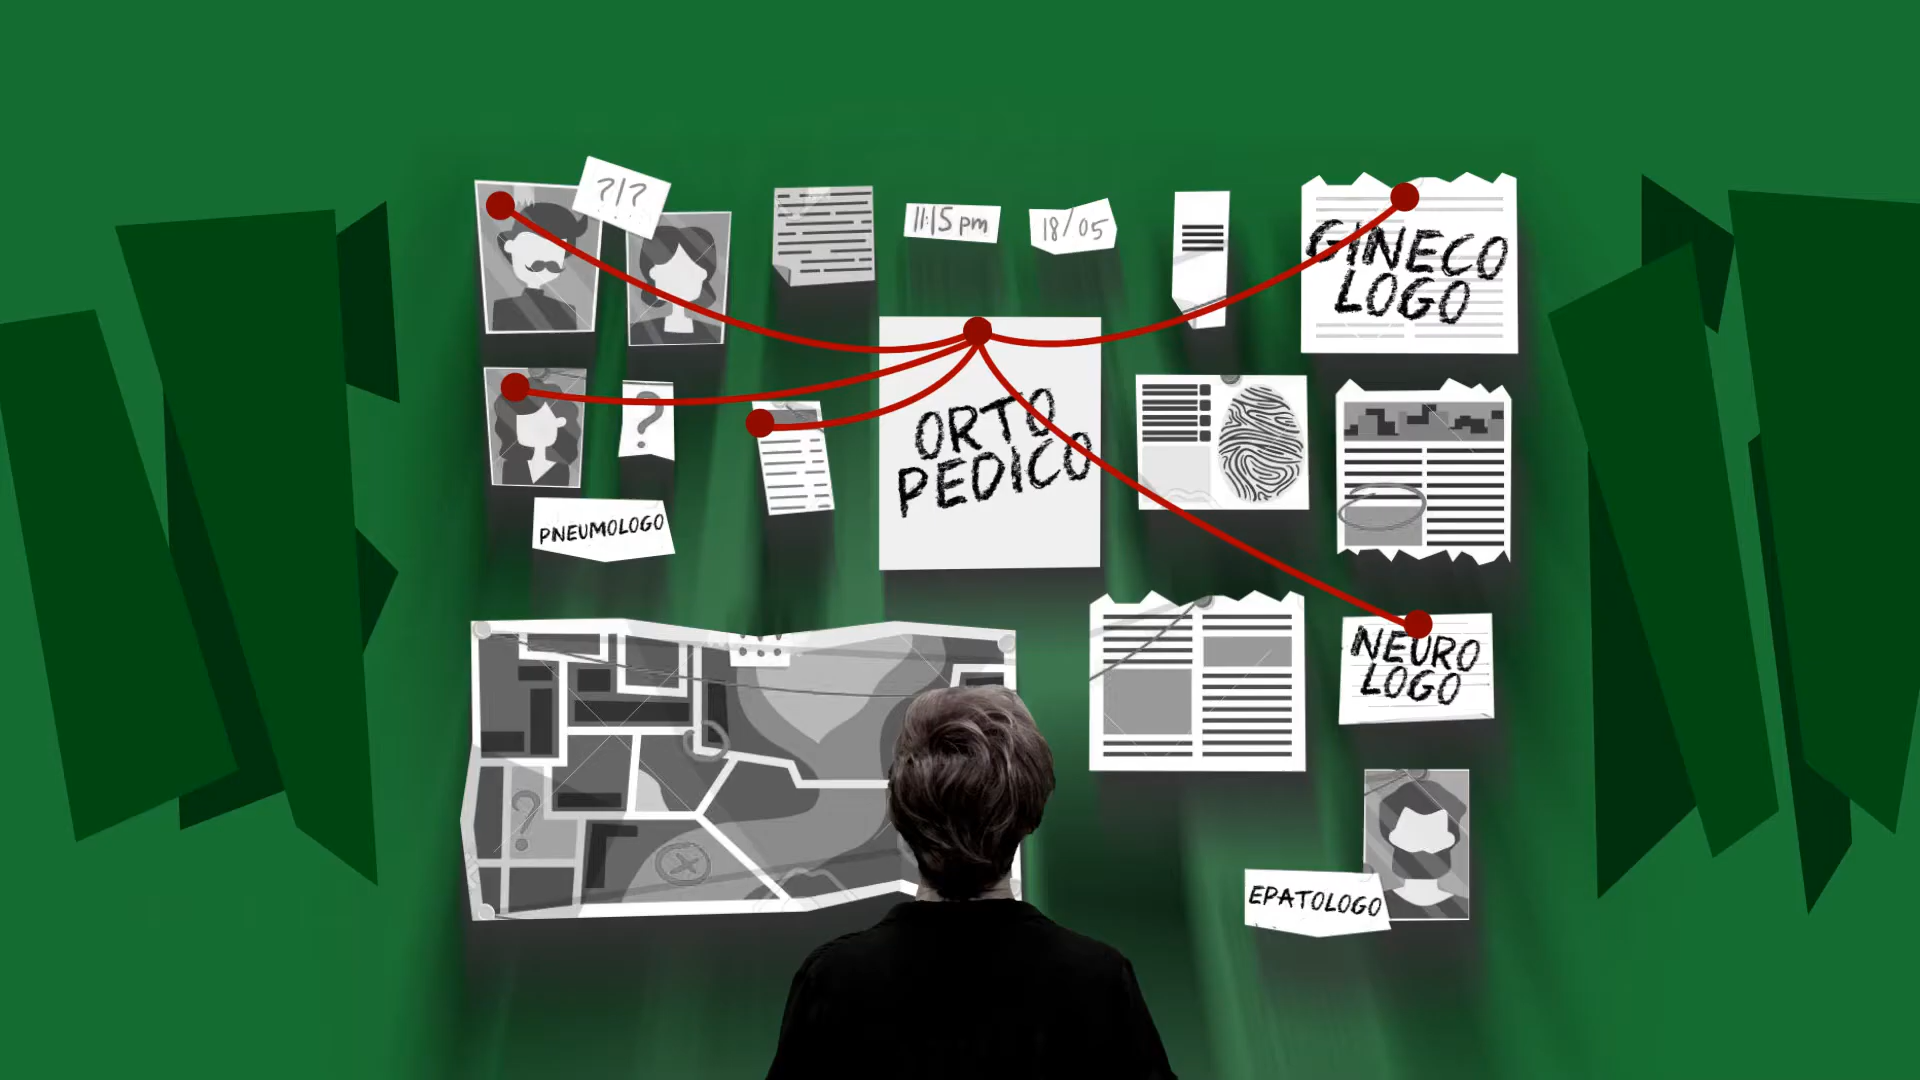 ?/?
11:15 pm
18/05
GINECO
LOGO
?
ORTO
PEDICO
PNEUMOLOGO
NEURO
LOGO
?
EPATOLOGO